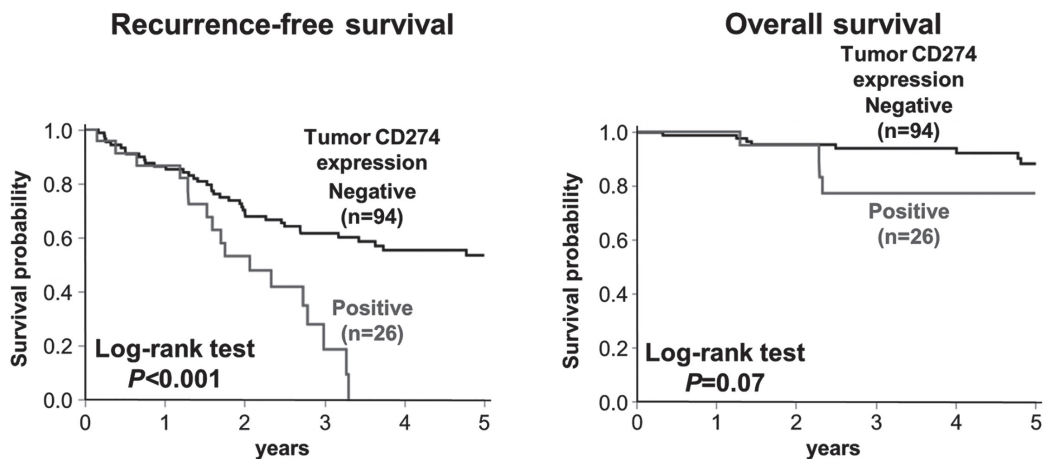 Recurrence-free survival
Survival probability
1.0
0.8
0.6
0.4
0.2
0.0
Tumor CD274
expression
Negative
(n=94)
Positive
(n=26)
Log-rank test
P<0.001
0 1 2 3 4 5
years
Overall survival
Survival probability
1.0
0.8
0.6
0.4
0.2
0.0
Tumor CD274
expression
Negative
(n=94)
Positive
(n=26)
Log-rank test
P=0.07
0 1 2 3 4 5
years